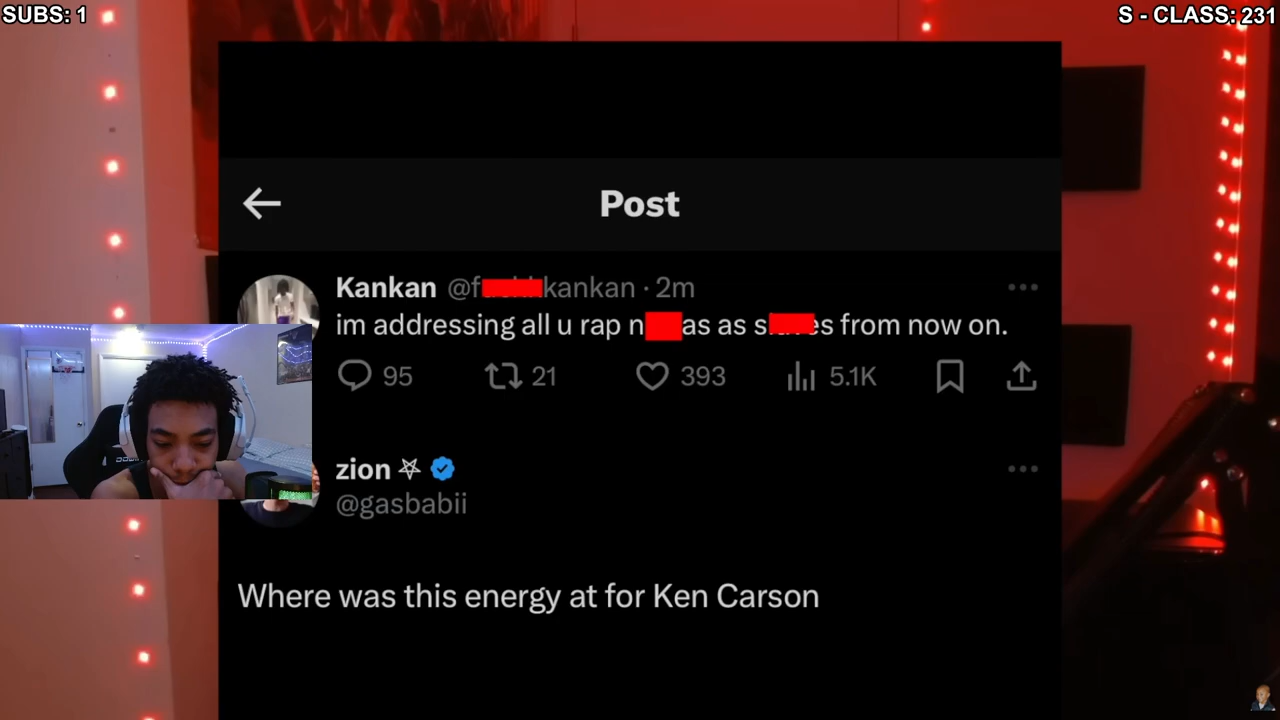 SUBS: 1
S - CLASS: 231
Post
Kankan @f kankan · 2m
im addressing all u rap n as as s es from now on.
95 21 393 5.1K
zion
@gasbabii
Where was this energy at for Ken Carson